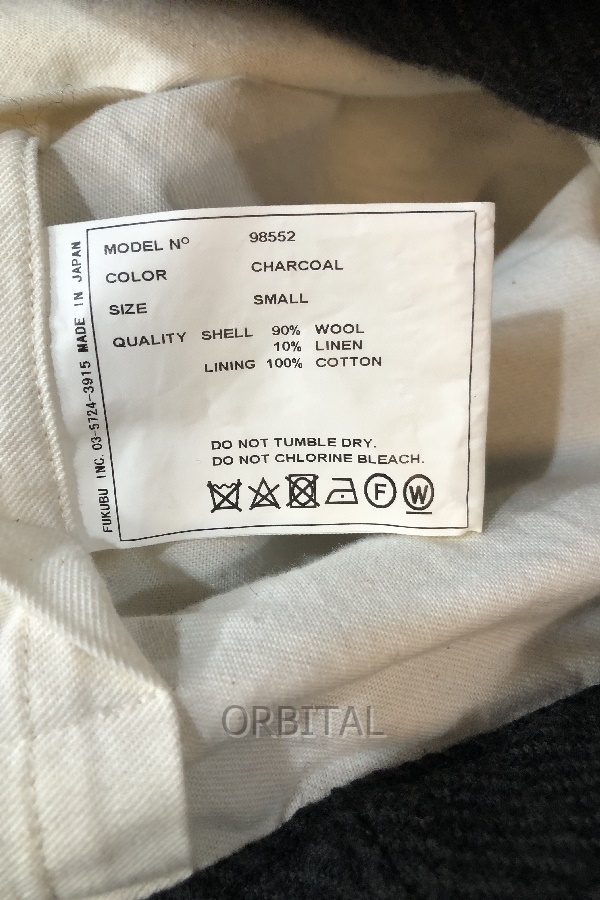 MODEL Nº 98552
COLOR CHARCOAL
SIZE SMALL
QUALITY SHELL 90% WOOL
10% LINEN
LINING 100% COTTON
DO NOT TUMBLE DRY.
DO NOT CHLORINE BLEACH.
F W
FUKUBU INC. 03-5724-3915 MADE IN JAPAN
ORBITAL